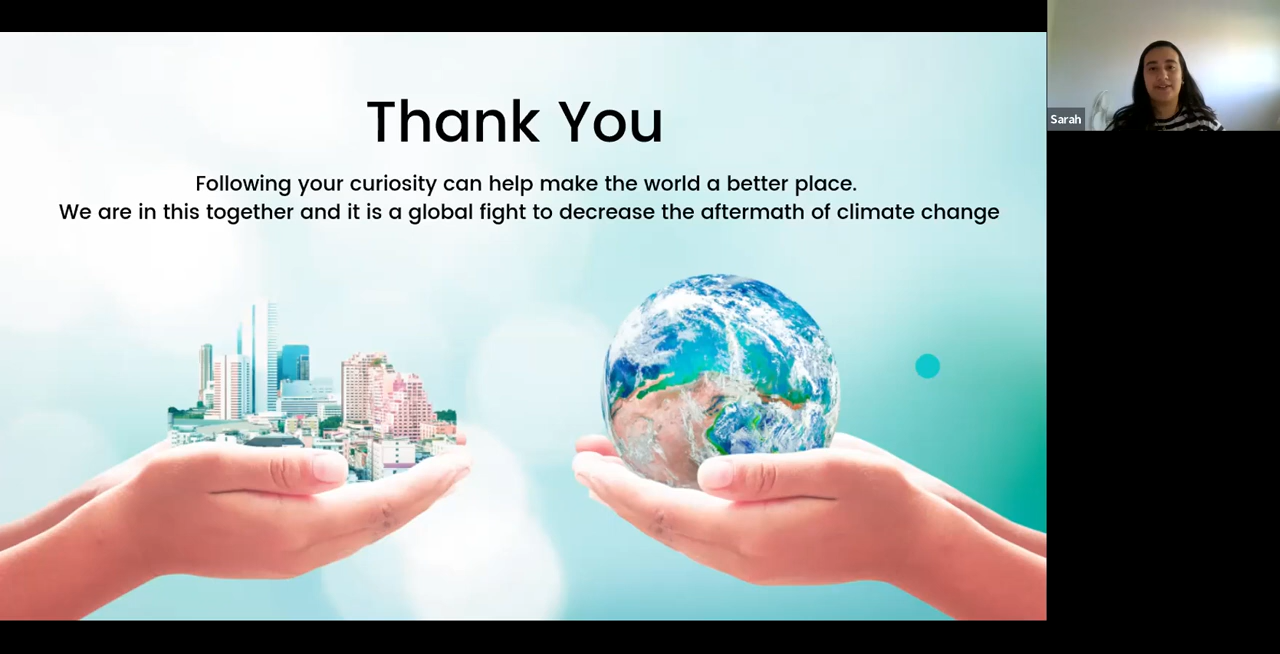 Thank You
Following your curiosity can help make the world a better place.
We are in this together and it is a global fight to decrease the aftermath of climate change
Sarah